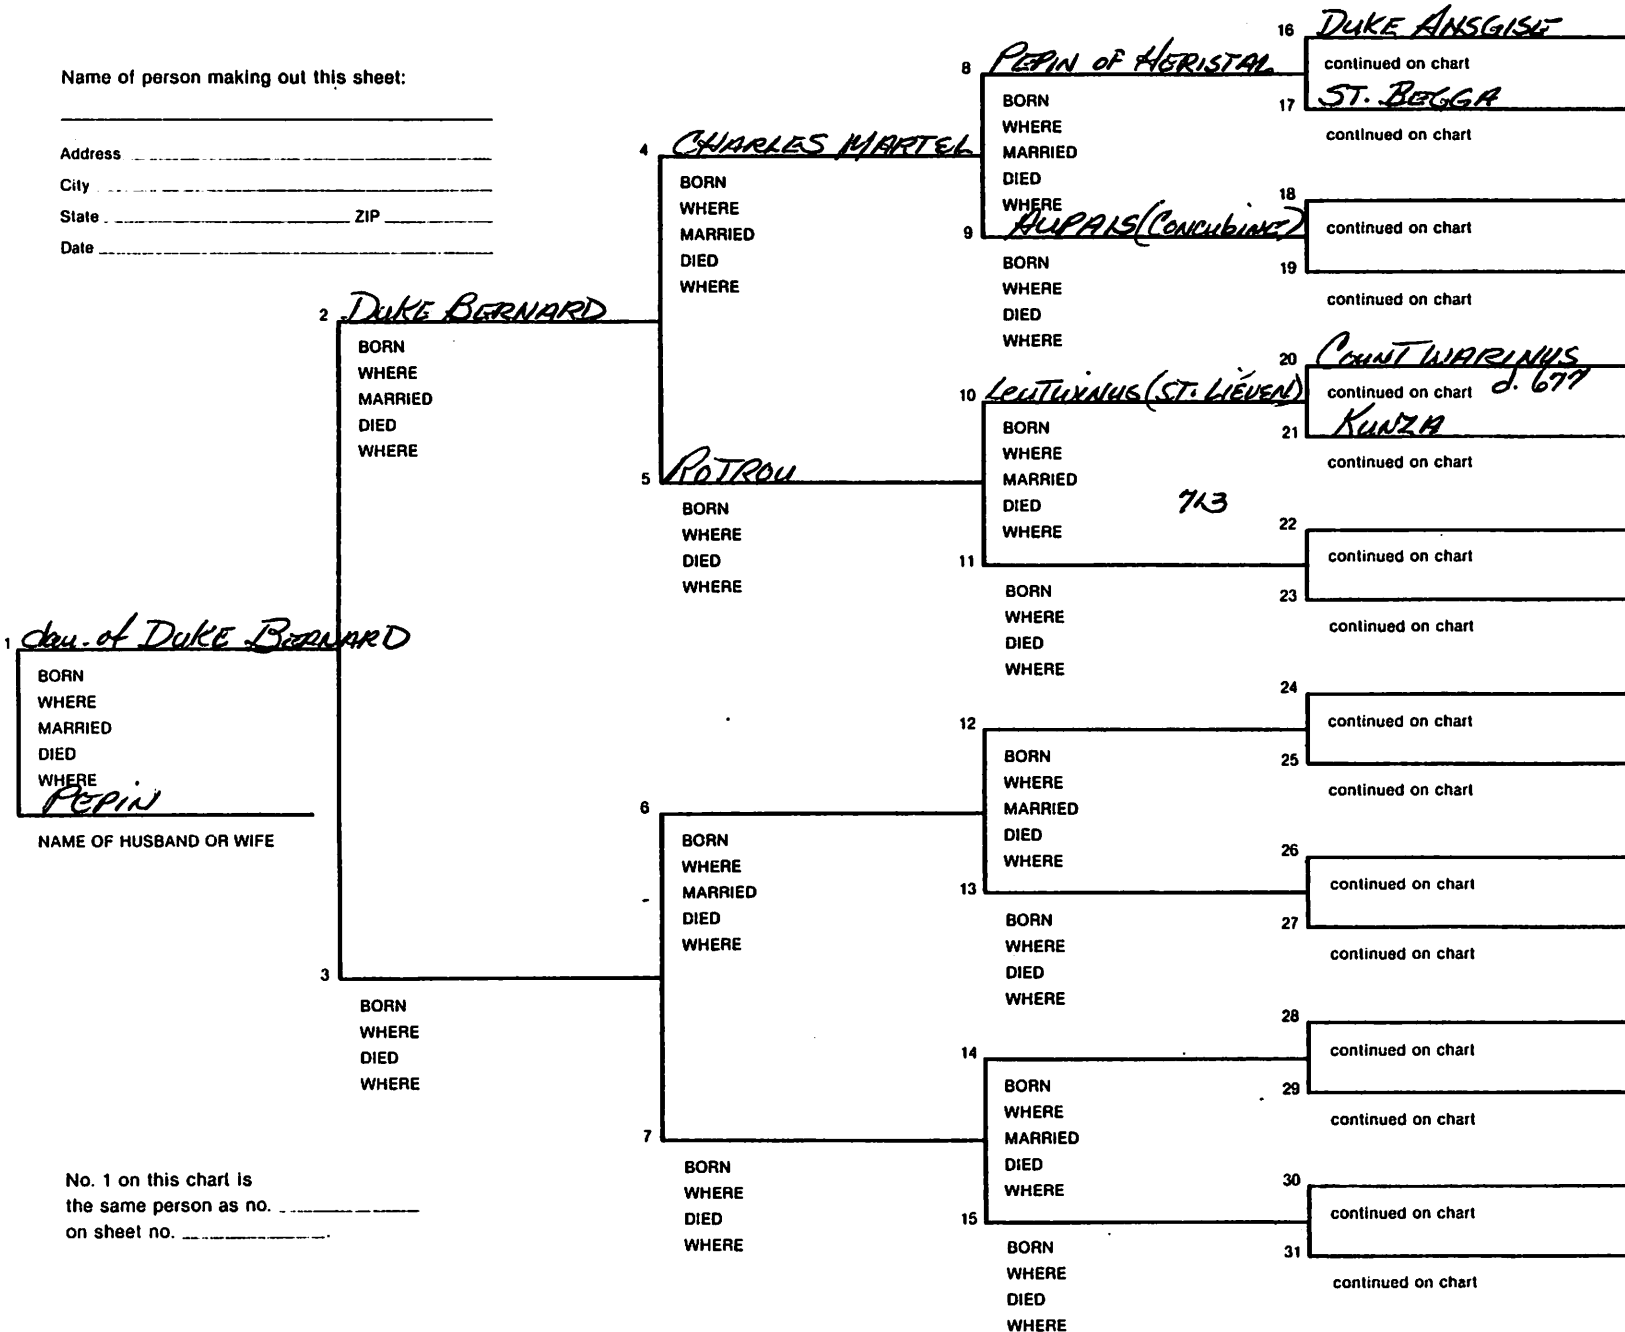 Name of person making out this sheet:
Address
City
State ZIP
Date
1 dau. of DUKE BERNARD
BORN
WHERE
MARRIED
DIED
WHERE
PEPIN
NAME OF HUSBAND OR WIFE
No. 1 on this chart is
the same person as no.
on sheet no.
2 DUKE BERNARD
BORN
WHERE
MARRIED
DIED
WHERE
3
BORN
WHERE
DIED
WHERE
4 CHARLES MARTEL
BORN
WHERE
MARRIED
DIED
WHERE
5 ROTROU
BORN
WHERE
DIED
WHERE
6
BORN
WHERE
MARRIED
DIED
WHERE
7
BORN
WHERE
DIED
WHERE
8 PEPIN OF HERISTAL
BORN
WHERE
MARRIED
DIED
WHERE
9 AUPAIS (CONCUBINE)
BORN
WHERE
DIED
WHERE
10 LEUTWINUS (ST. LIÉVEN)
BORN
WHERE
MARRIED
DIED 713
WHERE
11
BORN
WHERE
DIED
WHERE
12
BORN
WHERE
MARRIED
DIED
WHERE
13
BORN
WHERE
DIED
WHERE
14
BORN
WHERE
MARRIED
DIED
WHERE
15
BORN
WHERE
DIED
WHERE
16 DUKE ANSGISE
continued on chart
17 ST. BEGGA
continued on chart
18
continued on chart
19
continued on chart
20 COUNT WARINUS
continued on chart d. 677
21 KUNZA
continued on chart
22
continued on chart
23
continued on chart
24
continued on chart
25
continued on chart
26
continued on chart
27
continued on chart
28
continued on chart
29
continued on chart
30
continued on chart
31
continued on chart